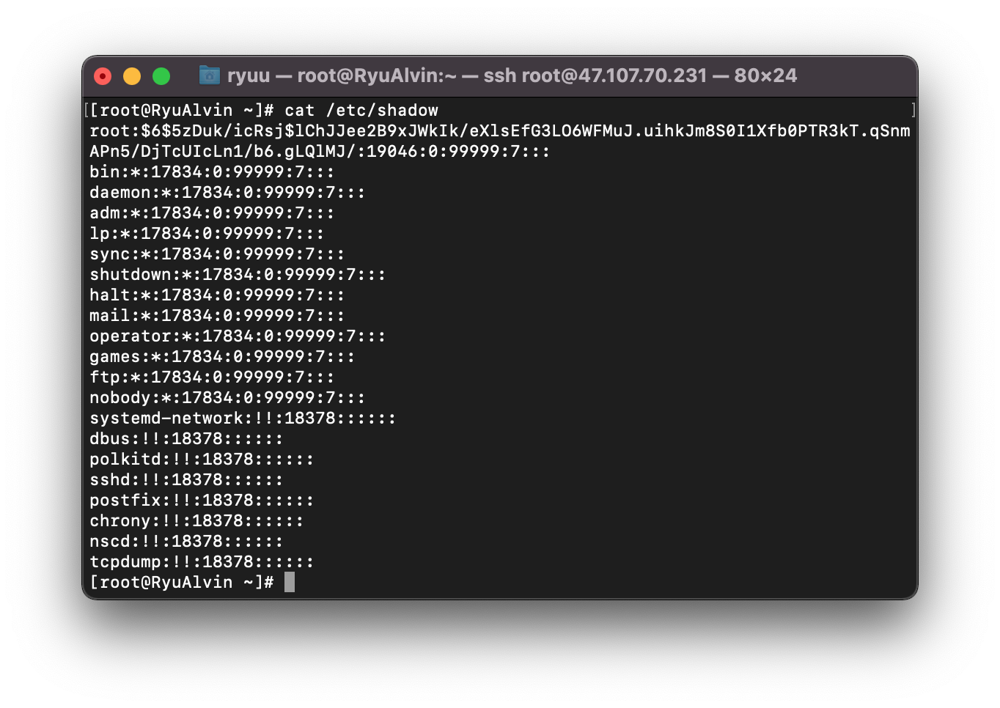 ryuu — root@RyuAlvin:~ — ssh root@47.107.70.231 — 80×24
[[root@RyuAlvin ~]# cat /etc/shadow ]
root:$6$5zDuk/icRsj$lChJJee2B9xJWkIk/eXlsEfG3LO6WFMuJ.uihkJm8S0I1Xfb0PTR3kT.qSnm
APn5/DjTcUIcLn1/b6.gLQlMJ/:19046:0:99999:7:::
bin:*:17834:0:99999:7:::
daemon:*:17834:0:99999:7:::
adm:*:17834:0:99999:7:::
lp:*:17834:0:99999:7:::
sync:*:17834:0:99999:7:::
shutdown:*:17834:0:99999:7:::
halt:*:17834:0:99999:7:::
mail:*:17834:0:99999:7:::
operator:*:17834:0:99999:7:::
games:*:17834:0:99999:7:::
ftp:*:17834:0:99999:7:::
nobody:*:17834:0:99999:7:::
systemd-network:!!:18378::::::
dbus:!!:18378::::::
polkitd:!!:18378::::::
sshd:!!:18378::::::
postfix:!!:18378::::::
chrony:!!:18378::::::
nscd:!!:18378::::::
tcpdump:!!:18378::::::
[root@RyuAlvin ~]#